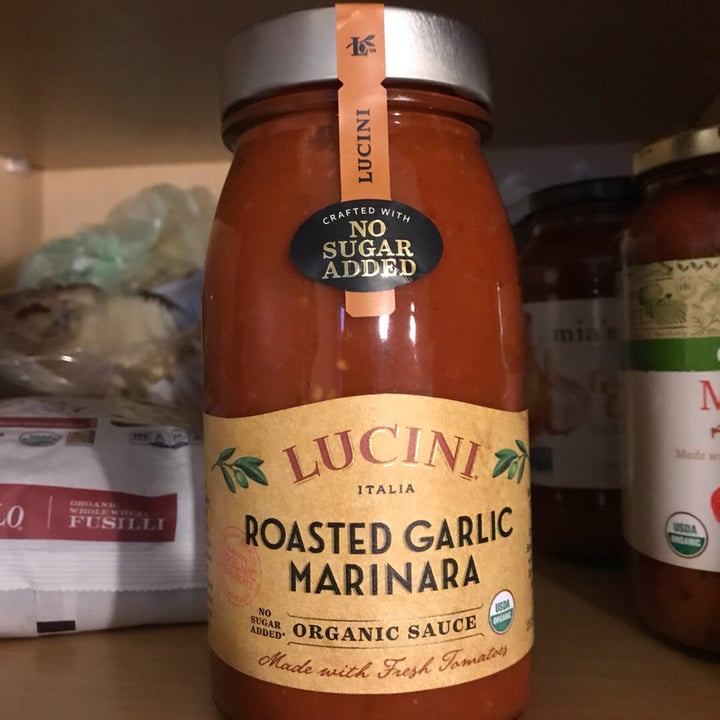 LUCINI
CRAFTED WITH
NO
SUGAR
ADDED
LUCINI
ITALIA
ROASTED GARLIC
MARINARA
NO
SUGAR
ADDED*
ORGANIC SAUCE
USDA
ORGANIC
Made with Fresh Tomatoes
ORGANIC
WHOLE WHEAT
FUSILLI
mia's
M
Made w
USDA
ORGANIC